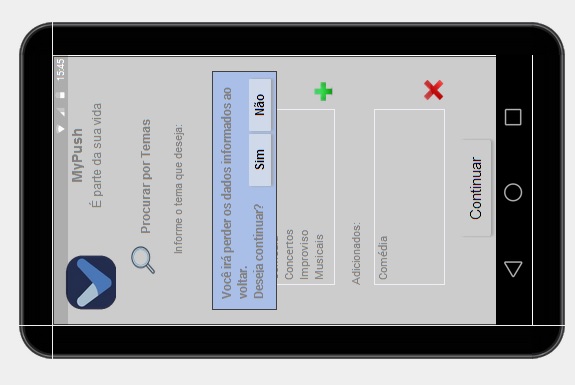 15:45
MyPush
É parte da sua vida
Procurar por Temas
Informe o tema que deseja:
Você irá perder os dados informados ao
voltar.
Deseja continuar?
Sim
Não
Concertos
Improviso
Musicais
Adicionados:
Comédia
Continuar